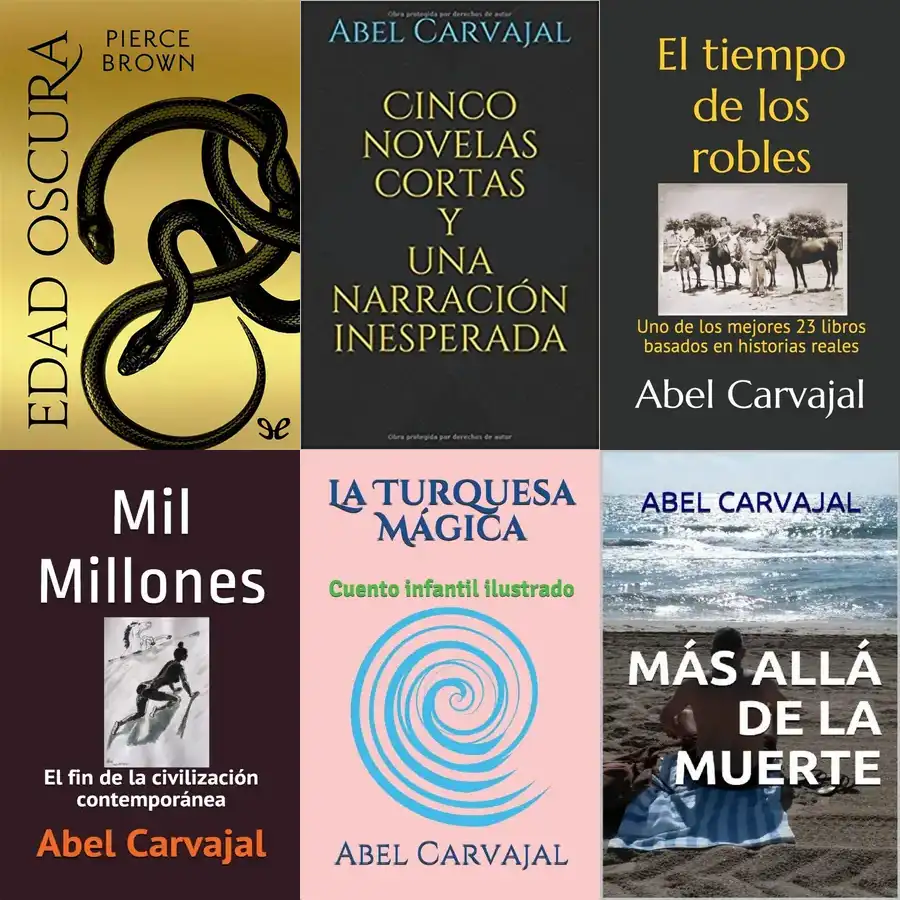 EDAD OSCURA
PIERCE
BROWN
Obra protegida por derechos de autor
ABEL CARVAJAL
CINCO
NOVELAS
CORTAS
Y
UNA
NARRACIÓN
INESPERADA
Obra protegida por derechos de autor
El tiempo
de los
robles
Uno de los mejores 23 libros
basados en historias reales
Abel Carvajal
Mil
Millones
El fin de la civilización
contemporánea
Abel Carvajal
LA TURQUESA
MÁGICA
Cuento infantil ilustrado
ABEL CARVAJAL
ABEL CARVAJAL
MÁS ALLÁ
DE LA
MUERTE